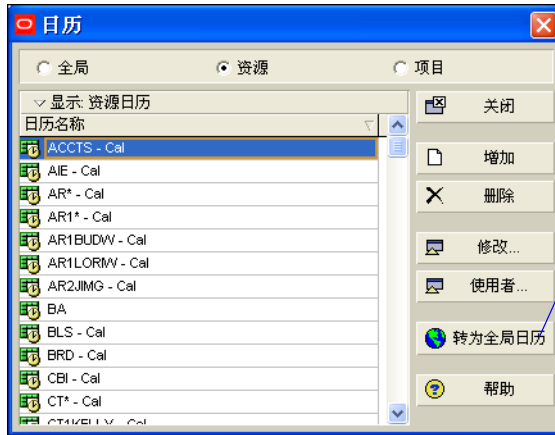 日历
全局 资源 项目
显示: 资源日历
日历名称
ACCTS - Cal
AIE - Cal
AR* - Cal
AR1* - Cal
AR1BUDW - Cal
AR1LORMV - Cal
AR2JIMG - Cal
BA
BLS - Cal
BRD - Cal
CBI - Cal
CT* - Cal
CT1KELLY - Cal
关闭
增加
删除
修改...
使用者...
转为全局日历
帮助